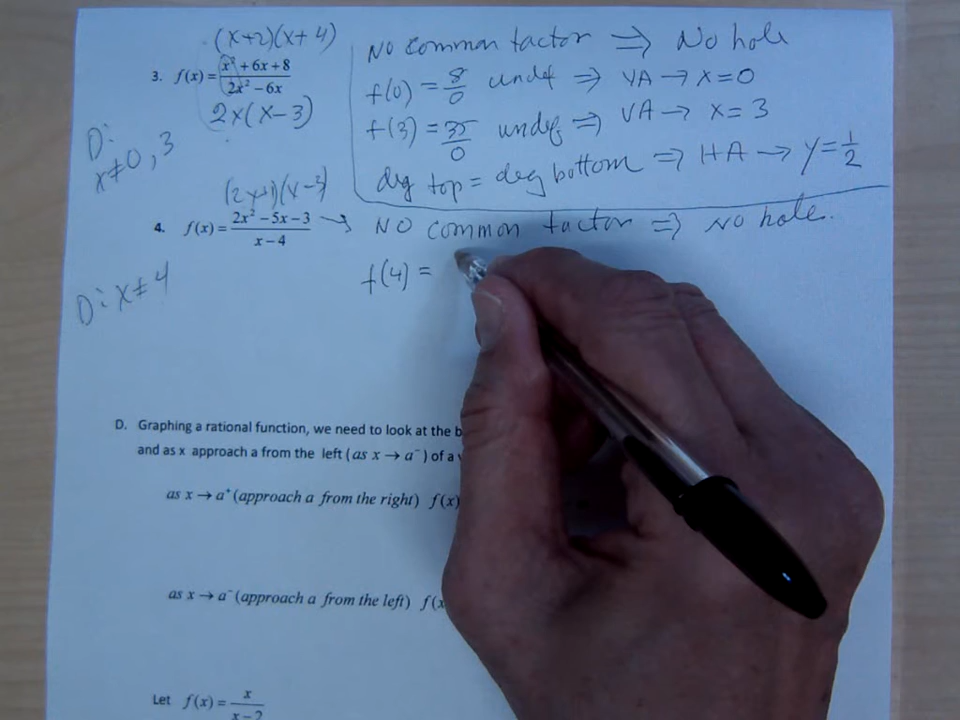 (x+2)(x+4)
3. f(x) = x² + 6x + 8 / 2x² − 6x
2x(x−3)
D: x≠0, 3
No common factor ⇒ No hole
f(0) = 8/0 undef ⇒ VA → x=0
f(3) = 35/0 undef ⇒ VA → x = 3
deg top = deg bottom ⇒ HA → y = 1/2
(2x+1)(x−3)
4. f(x) = 2x² − 5x − 3 / x − 4 → NO common factor ⇒ No hole.
D: x≠4
f(4) =
D. Graphing a rational function, we need to look at the b
and as x approach a from the left (as x → a⁻) of a
as x → a⁺ (approach a from the right) f(x)
as x → a⁻ (approach a from the left) f(x
Let f(x) = x / x − 2